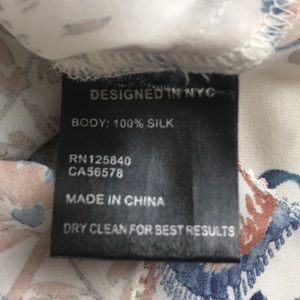 DESIGNED IN NYC
BODY: 100% SILK
RN125840
CA56578
MADE IN CHINA
DRY CLEAN FOR BEST RESULTS